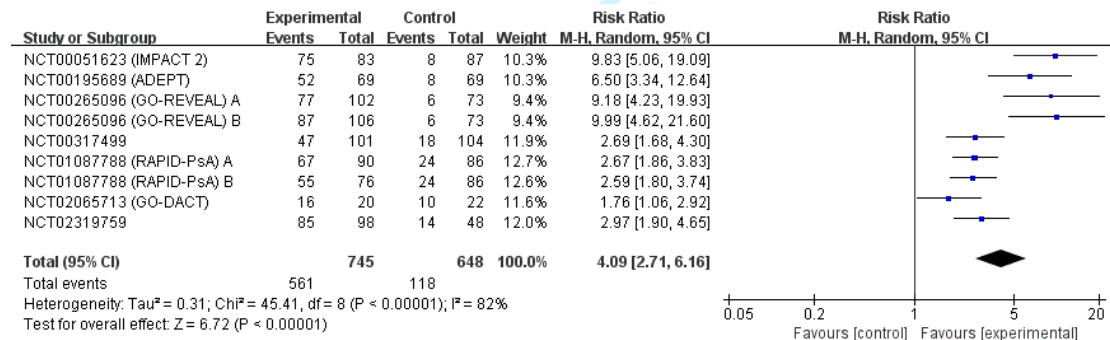 Experimental Control Risk Ratio Risk Ratio
Study or Subgroup Events Total Events Total Weight M-H, Random, 95% CI M-H, Random, 95% CI
NCT00051623 (IMPACT 2) 75 83 8 87 10.3% 9.83 [5.06, 19.09]
NCT00195689 (ADEPT) 52 69 8 69 10.3% 6.50 [3.34, 12.64]
NCT00265096 (GO-REVEAL) A 77 102 6 73 9.4% 9.18 [4.23, 19.93]
NCT00265096 (GO-REVEAL) B 87 106 6 73 9.4% 9.99 [4.62, 21.60]
NCT00317499 47 101 18 104 11.9% 2.69 [1.68, 4.30]
NCT01087788 (RAPID-PsA) A 67 90 24 86 12.7% 2.67 [1.86, 3.83]
NCT01087788 (RAPID-PsA) B 55 76 24 86 12.6% 2.59 [1.80, 3.74]
NCT02065713 (GO-DACT) 16 20 10 22 11.6% 1.76 [1.06, 2.92]
NCT02319759 85 98 14 48 12.0% 2.97 [1.90, 4.65]
Total (95% CI) 745 648 100.0% 4.09 [2.71, 6.16]
Total events 561 118
Heterogeneity: Tau² = 0.31; Chi² = 45.41, df = 8 (P < 0.00001); I² = 82%
Test for overall effect: Z = 6.72 (P < 0.00001)
0.05 0.2 1 5 20
Favours [control] Favours [experimental]